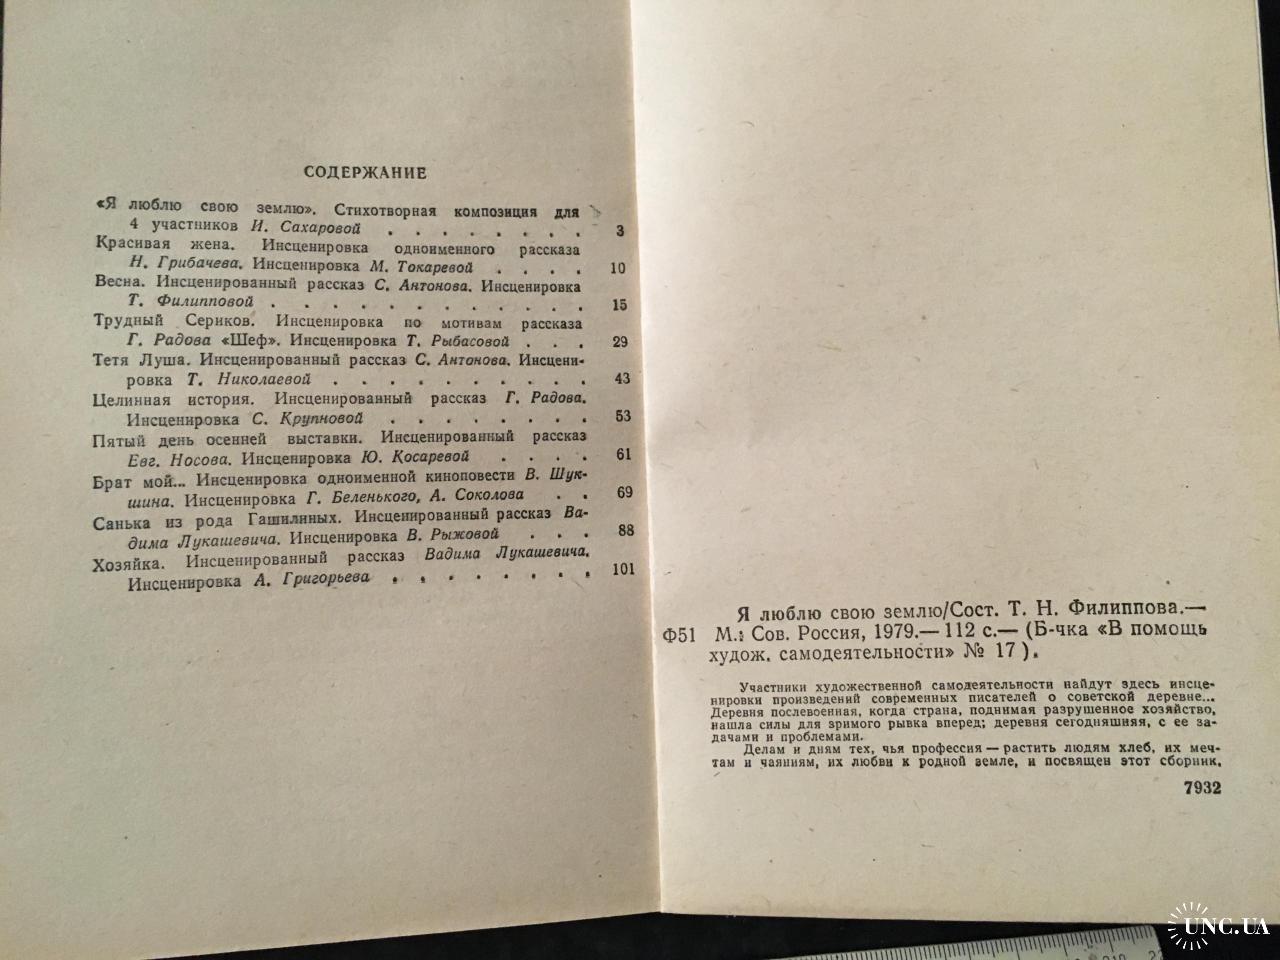 СОДЕРЖАНИЕ
«Я люблю свою землю». Стихотворная композиция для
4 участников И. Сахаровой . . . . . . . . 3
Красивая жена. Инсценировка одноименного рассказа
Н. Грибачева. Инсценировка М. Токаревой . . . . 10
Весна. Инсценированный рассказ С. Антонова. Инсценировка
Т. Филипповой . . . . . . . . . . . 15
Трудный Сериков. Инсценировка по мотивам рассказа
Г. Радова «Шеф». Инсценировка Т. Рыбасовой . . . 29
Тетя Луша. Инсценированный рассказ С. Антонова. Инсцени-
ровка Т. Николаевой . . . . . . . . . . 43
Целинная история. Инсценированный рассказ Г. Радова.
Инсценировка С. Крупновой . . . . . . . . 53
Пятый день осенней выставки. Инсценированный рассказ
Евг. Носова. Инсценировка Ю. Косаревой . . . . 61
Брат мой... Инсценировка одноименной киноповести В. Шук-
шина. Инсценировка Г. Беленького, А. Соколова . . 69
Санька из рода Гашилиных. Инсценированный рассказ Ва-
дима Лукашевича. Инсценировка В. Рыжовой . . . 88
Хозяйка. Инсценированный рассказ Вадима Лукашевича.
Инсценировка А. Григорьева . . . . . . . . 101
Я люблю свою землю/Сост. Т. Н. Филиппова.—
Ф51 М.: Сов. Россия, 1979.— 112 с.— (Б-чка «В помощь
худож. самодеятельности» № 17 ).
Участники художественной самодеятельности найдут здесь инсце-
нировки произведений современных писателей о советской деревне...
Деревня послевоенная, когда страна, поднимая разрушенное хозяйство,
нашла силы для зримого рывка вперед; деревня сегодняшняя, с ее за-
дачами и проблемами.
Делам и дням тех, чья профессия — растить людям хлеб, их меч-
там и чаяниям, их любви к родной земле, и посвящен этот сборник.
7932
UNC.UA